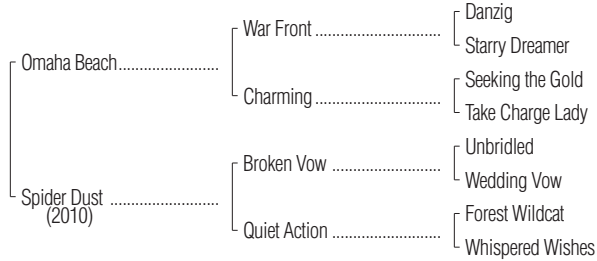 Danzig
War Front
Starry Dreamer
Omaha Beach
Seeking the Gold
Charming
Take Charge Lady
Unbridled
Broken Vow
Wedding Vow
Spider Dust
(2010)
Forest Wildcat
Quiet Action
Whispered Wishes